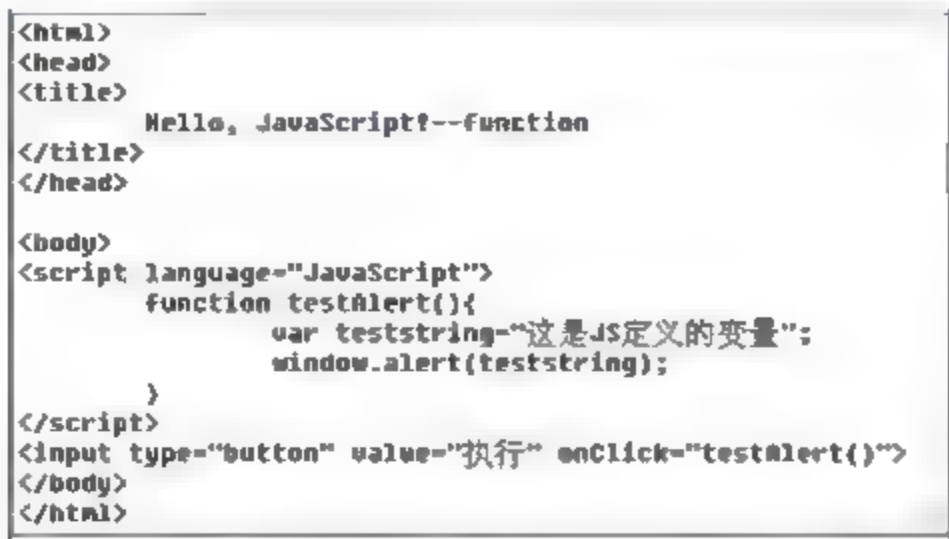 <html>
<head>
<title>
Hello, JavaScript!--function
</title>
</head>
<body>
<script language="JavaScript">
function testAlert(){
var teststring="这是JS定义的变量";
window.alert(teststring);
}
</script>
<input type="button" value="执行" onClick="testAlert()">
</body>
</html>